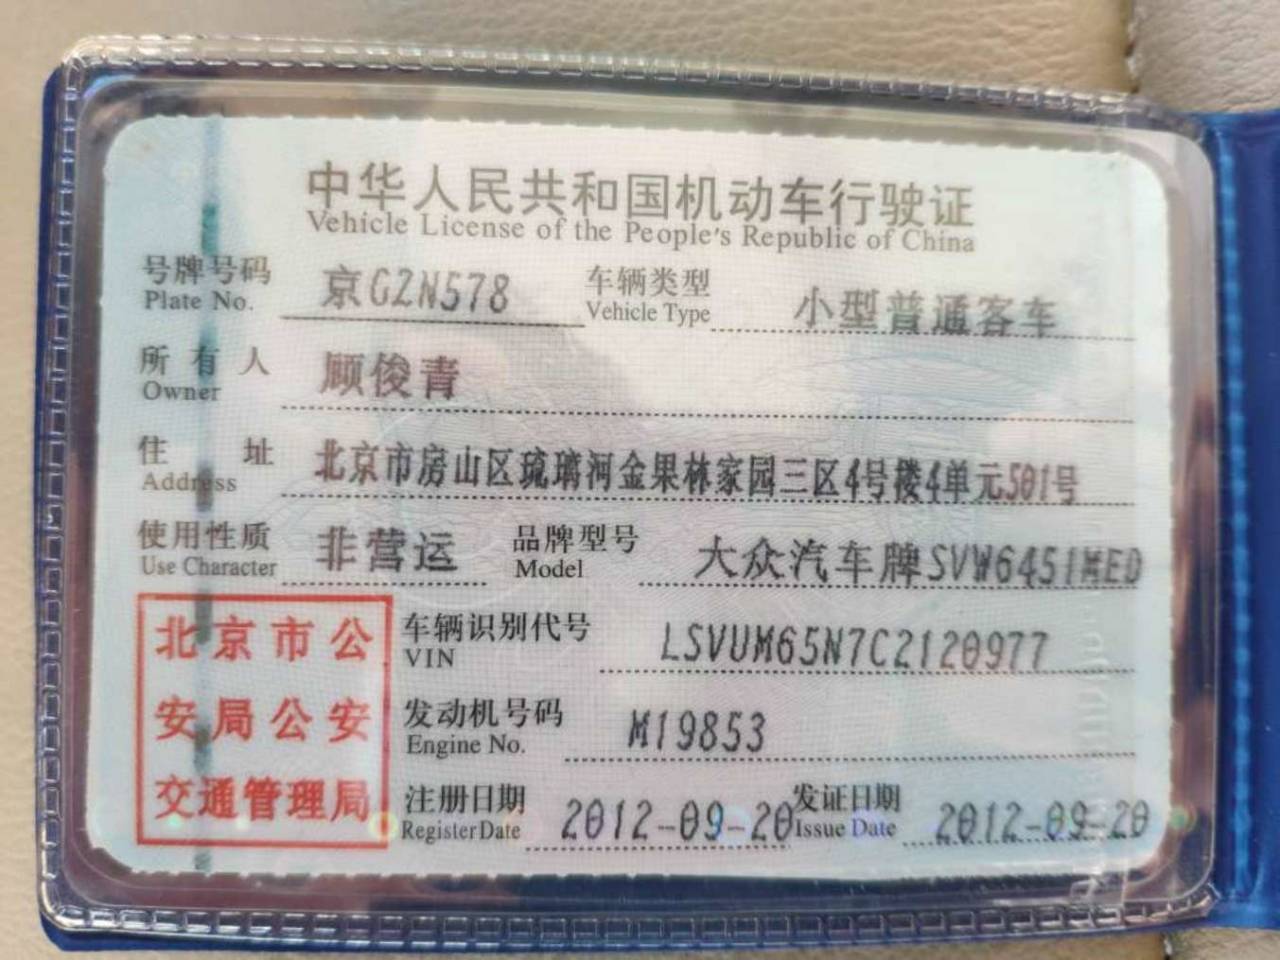 中华人民共和国机动车行驶证
Vehicle License of the People's Republic of China
号牌号码 京GZN578 车辆类型 小型普通客车
Plate No. Vehicle Type
所有人 顾俊青
Owner
住址 北京市房山区琉璃河金果林家园三区4号楼4单元501号
Address
使用性质 非营运 品牌型号 大众汽车牌SVW6451MED
Use Character Model
北京市公
安局公安
交通管理局
车辆识别代号 LSVUM65N7C2120977
VIN
发动机号码 M19853
Engine No.
注册日期 2012-09-20 发证日期 2012-09-20
Register Date Issue Date